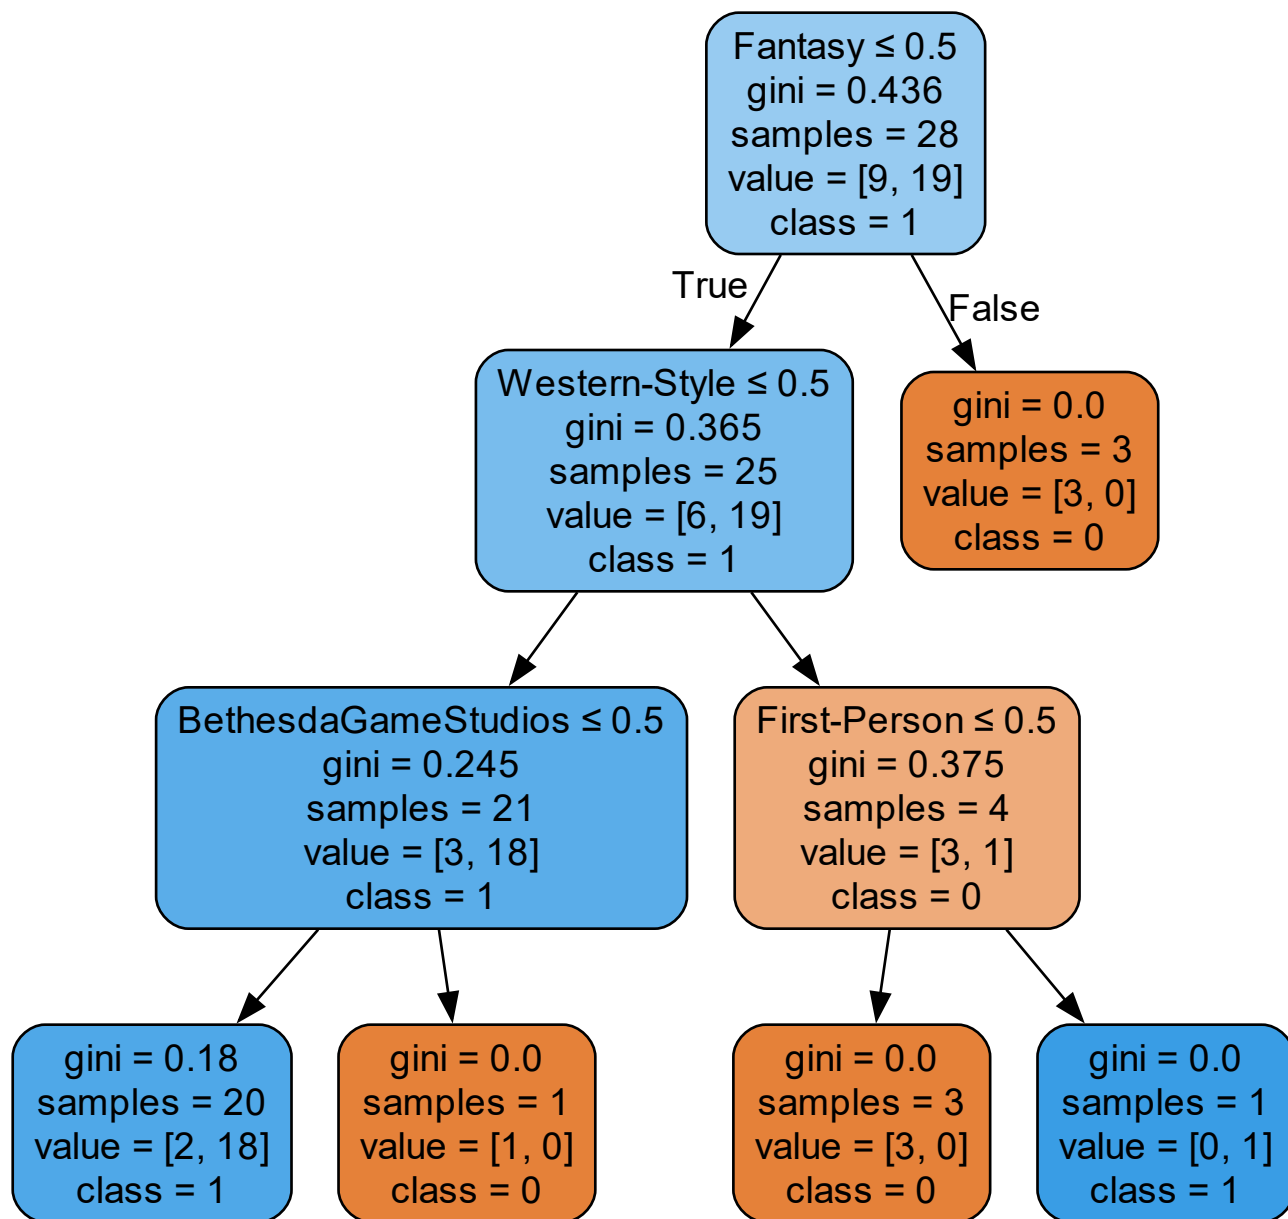 Fantasy ≤ 0.5
gini = 0.436
samples = 28
value = [9, 19]
class = 1
True
False
Western-Style ≤ 0.5
gini = 0.365
samples = 25
value = [6, 19]
class = 1
gini = 0.0
samples = 3
value = [3, 0]
class = 0
BethesdaGameStudios ≤ 0.5
gini = 0.245
samples = 21
value = [3, 18]
class = 1
First-Person ≤ 0.5
gini = 0.375
samples = 4
value = [3, 1]
class = 0
gini = 0.18
samples = 20
value = [2, 18]
class = 1
gini = 0.0
samples = 1
value = [1, 0]
class = 0
gini = 0.0
samples = 3
value = [3, 0]
class = 0
gini = 0.0
samples = 1
value = [0, 1]
class = 1